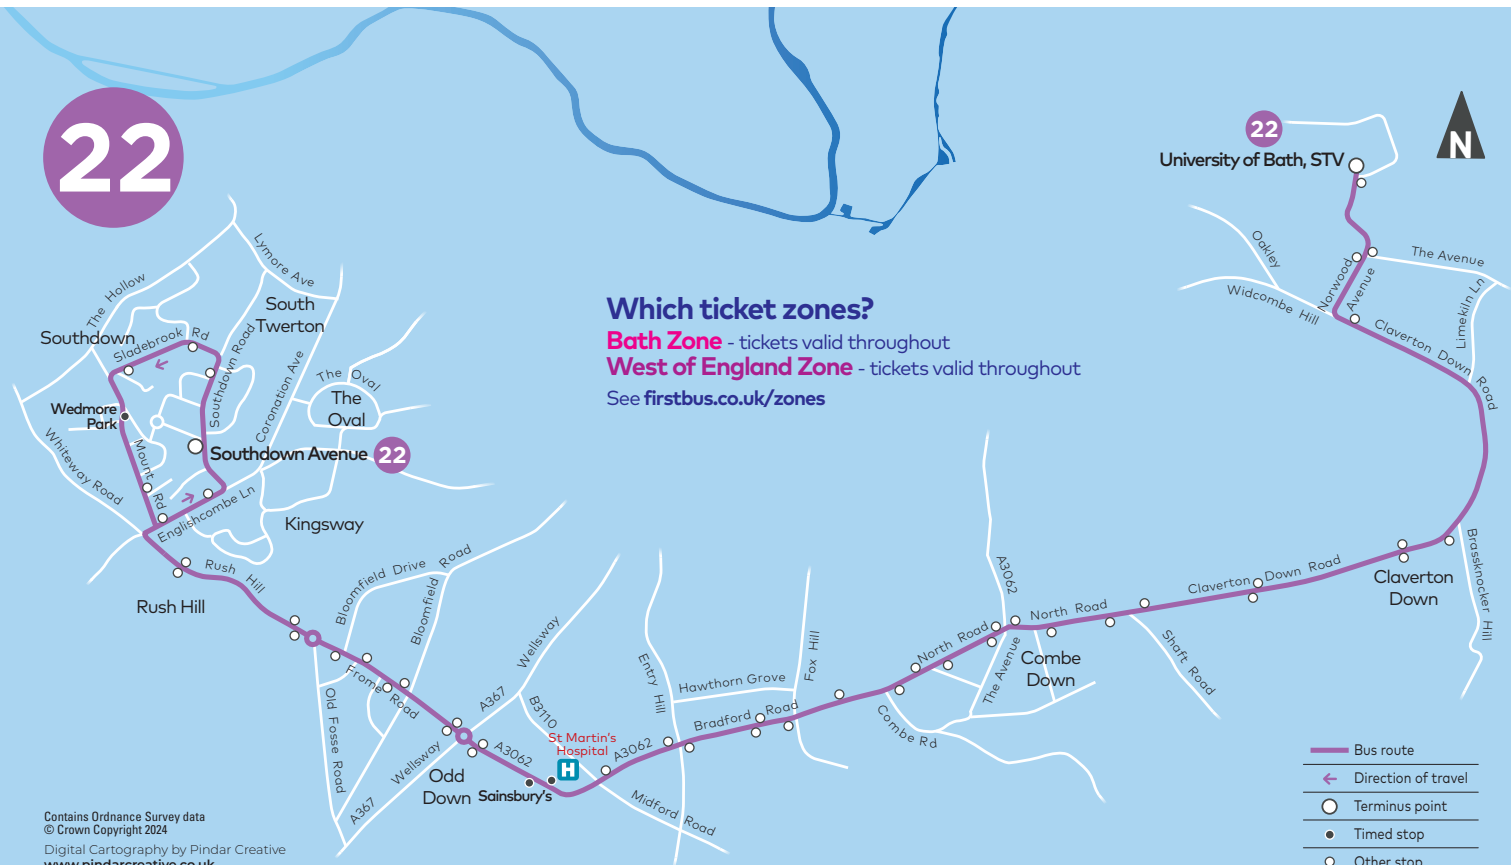 22
22
University of Bath, STV
N
The Avenue
Oakley
Widcombe Hill
Norwood
Avenue
Limekiln Ln
Claverton Down Road
Lymore Ave
The Hollow
South
Twerton
Southdown
Sladebrook Rd
Southdown Road
Coronation Ave
The Oval
The
Oval
Wedmore
Park
Whiteway Road
Mount Rd
Southdown Avenue 22
Englishcombe Ln
Kingsway
Which ticket zones?
Bath Zone - tickets valid throughout
West of England Zone - tickets valid throughout
See firstbus.co.uk/zones
Rush Hill
Rush Hill
Bloomfield Drive
Bloomfield Road
Frome Road
Old Fosse Road
Wellsway
A367
Wellsway
A367
B3110
A3062
Odd
Down
Sainsbury's
St Martin's
Hospital
H
A3062
Midford Road
Entry Hill
Hawthorn Grove
Fox Hill
Bradford Road
Combe Rd
North Road
The Avenue
A3062
North Road
Combe
Down
Shaft Road
Claverton Down Road
Claverton
Down
Brassknocker Hill
Bus route
Direction of travel
Terminus point
Timed stop
Other stop
Contains Ordnance Survey data
© Crown Copyright 2024
Digital Cartography by Pindar Creative
www.pindarcreative.co.uk